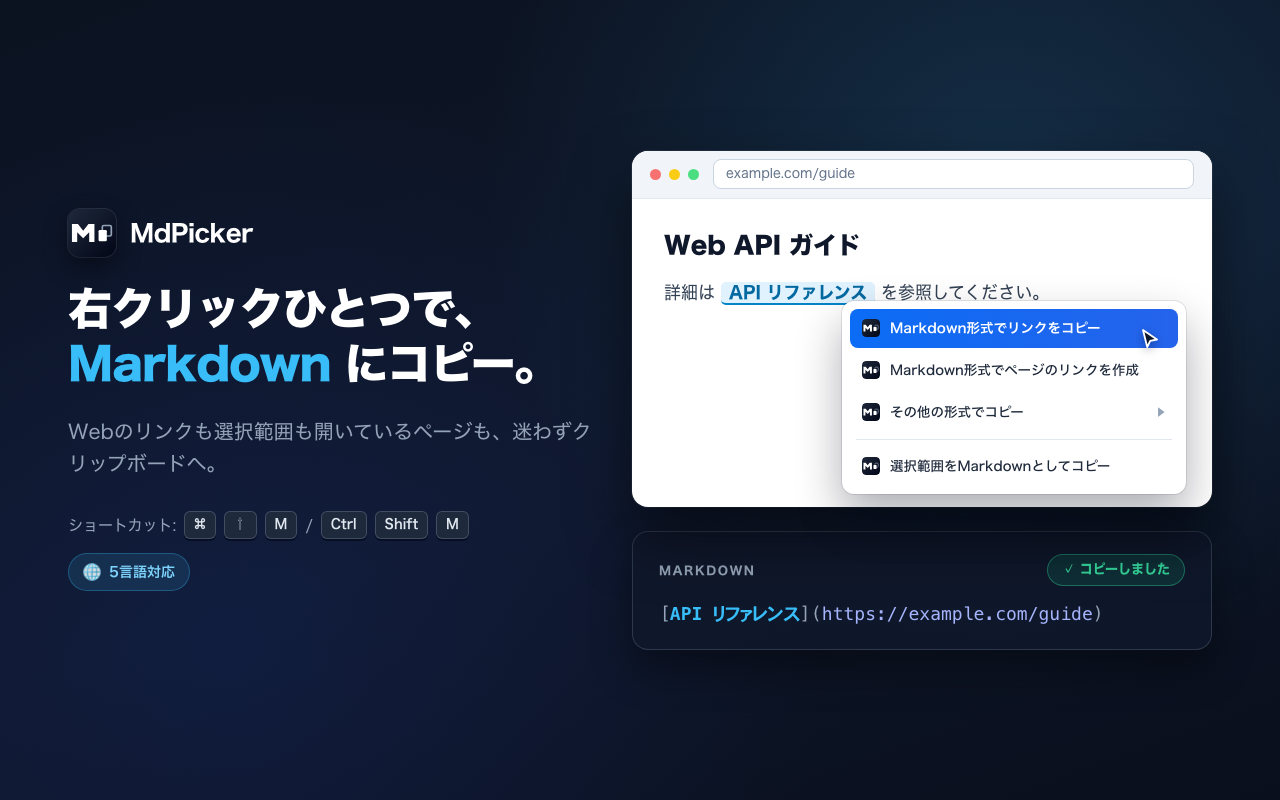 MdPicker
右クリックひとつで、
Markdown にコピー。
Webのリンクも選択範囲も開いているページも、迷わずク
リップボードへ。
ショートカット: ⌘ ⇧ M / Ctrl Shift M
5言語対応
example.com/guide
Web API ガイド
詳細は API リファレンス を参照してください。
Markdown形式でリンクをコピー
Markdown形式でページのリンクを作成
その他の形式でコピー
選択範囲をMarkdownとしてコピー
MARKDOWN
✓ コピーしました
[API リファレンス](https://example.com/guide)